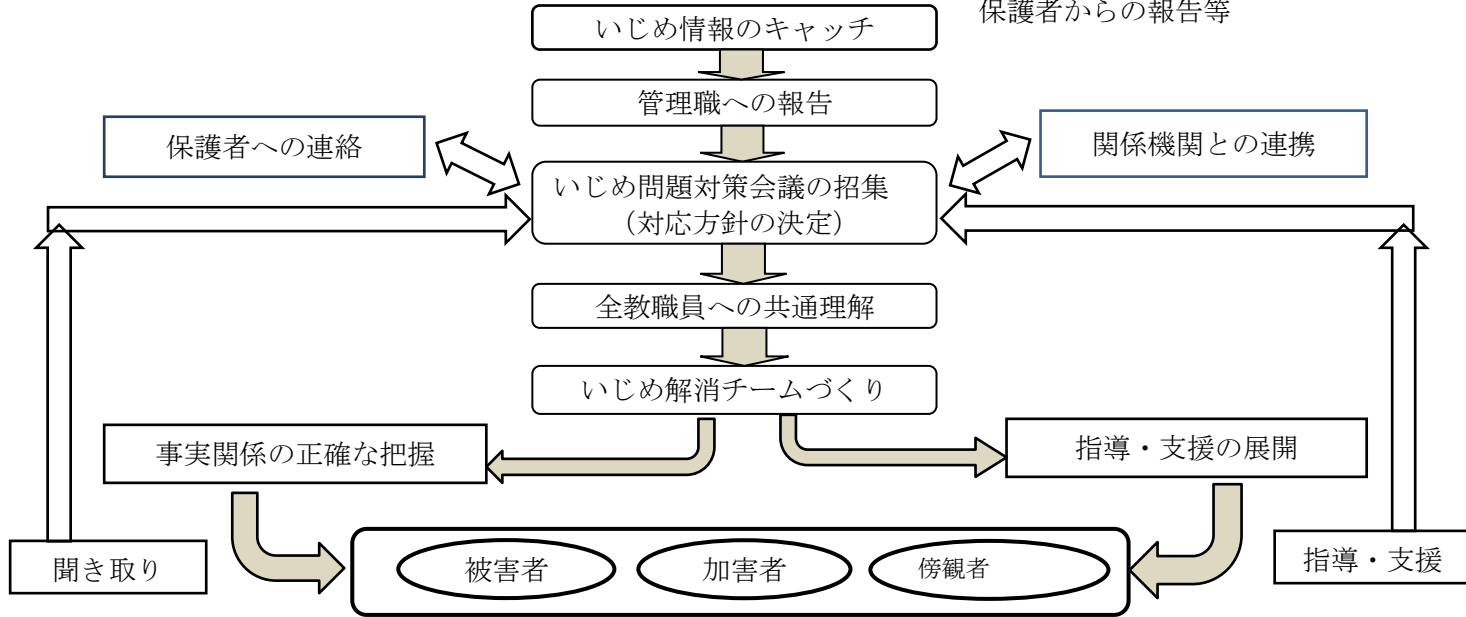 保護者からの報告等
いじめ情報のキャッチ
管理職への報告
保護者への連絡
関係機関との連携
いじめ問題対策会議の招集
（対応方針の決定）
全教職員への共通理解
いじめ解消チームづくり
事実関係の正確な把握
指導・支援の展開
聞き取り
被害者
加害者
傍観者
指導・支援